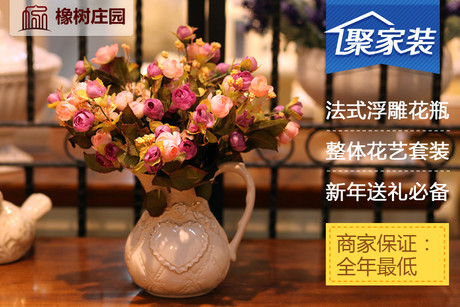 橡树庄园
聚家装
法式浮雕花瓶
整体花艺套装
新年送礼必备
商家保证：
全年最低